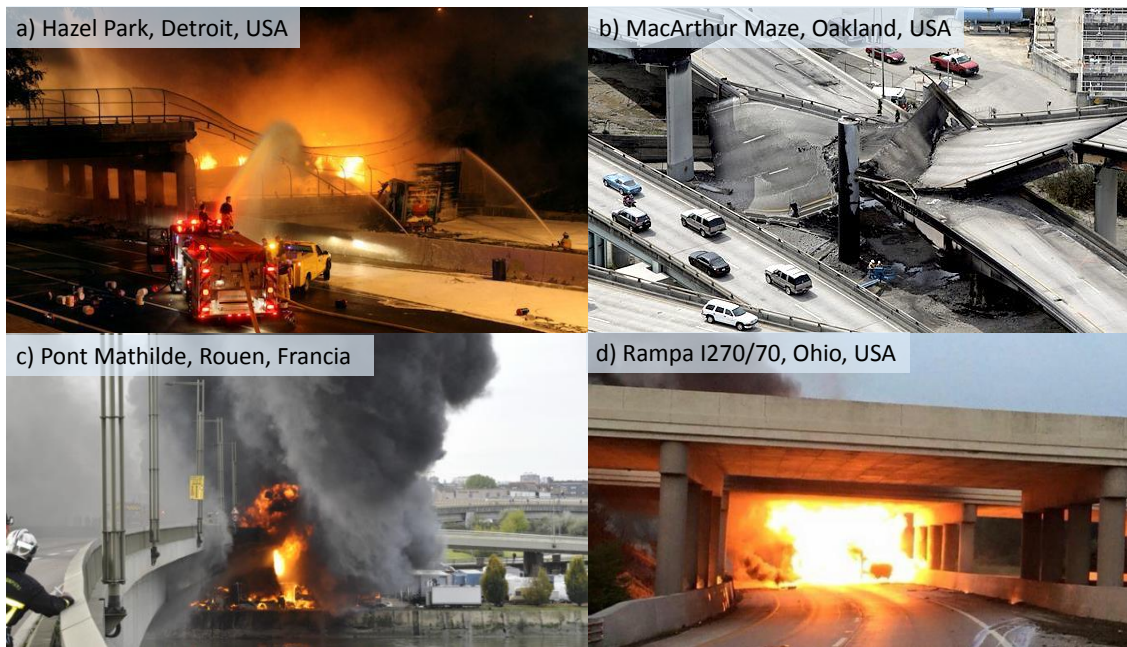 a) Hazel Park, Detroit, USA
b) MacArthur Maze, Oakland, USA
c) Pont Mathilde, Rouen, Francia
d) Rampa I270/70, Ohio, USA